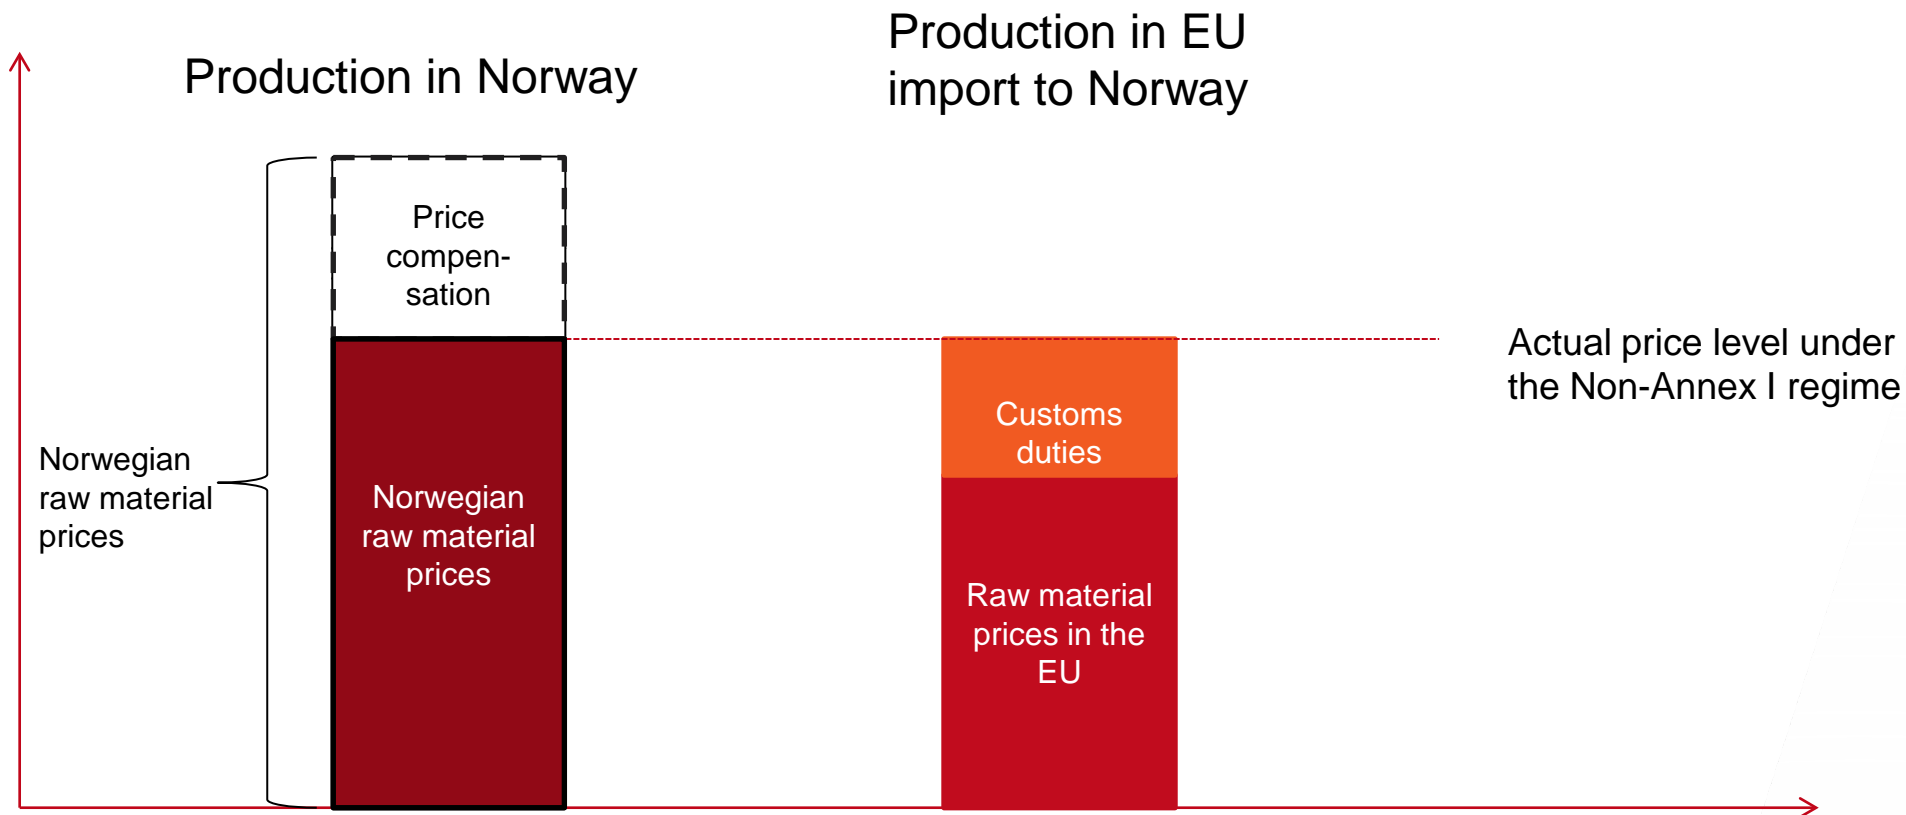 Production in Norway
Production in EU
import to Norway
Price
compen-
sation
Norwegian
raw material
prices
Norwegian
raw material
prices
Customs
duties
Raw material
prices in the
EU
Actual price level under
the Non-Annex I regime